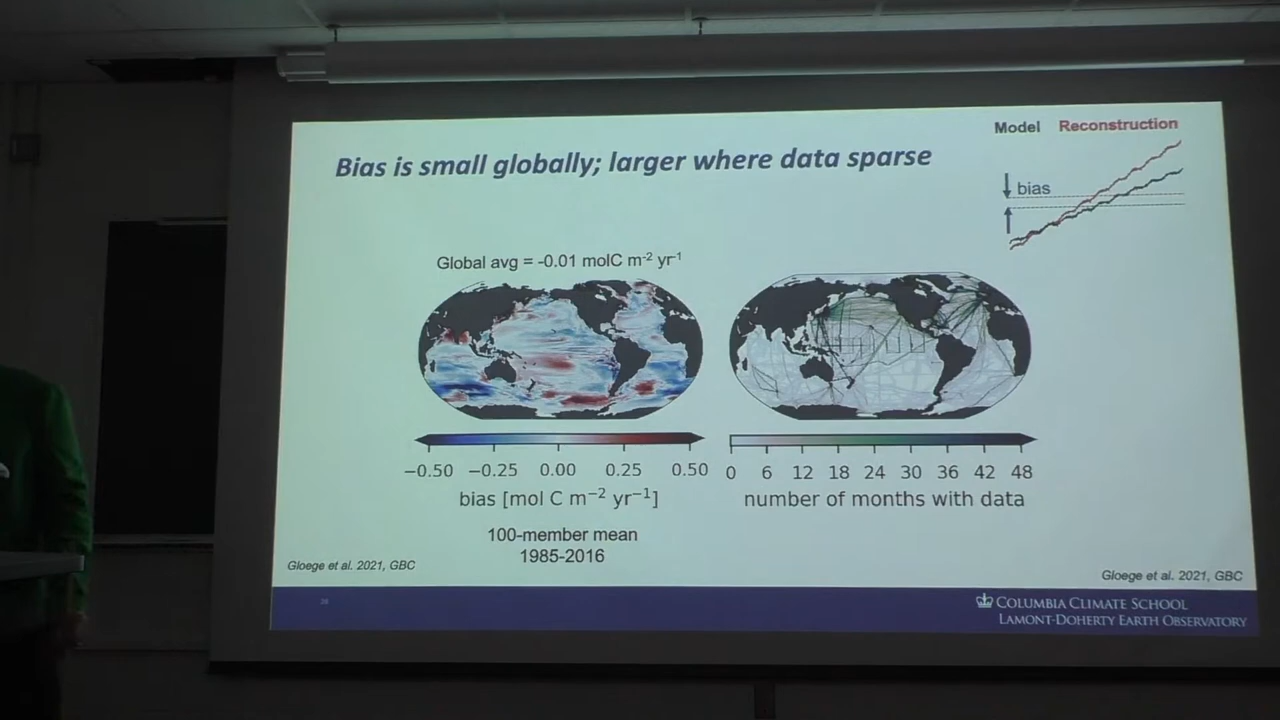 Model Reconstruction
Bias is small globally; larger where data sparse
bias
Global avg = -0.01 molC m-2 yr-1
−0.50 −0.25 0.00 0.25 0.50
bias [mol C m−2 yr−1]
100-member mean
1985-2016
0 6 12 18 24 30 36 42 48
number of months with data
Gloege et al. 2021, GBC
Gloege et al. 2021, GBC
COLUMBIA CLIMATE SCHOOL
LAMONT-DOHERTY EARTH OBSERVATORY